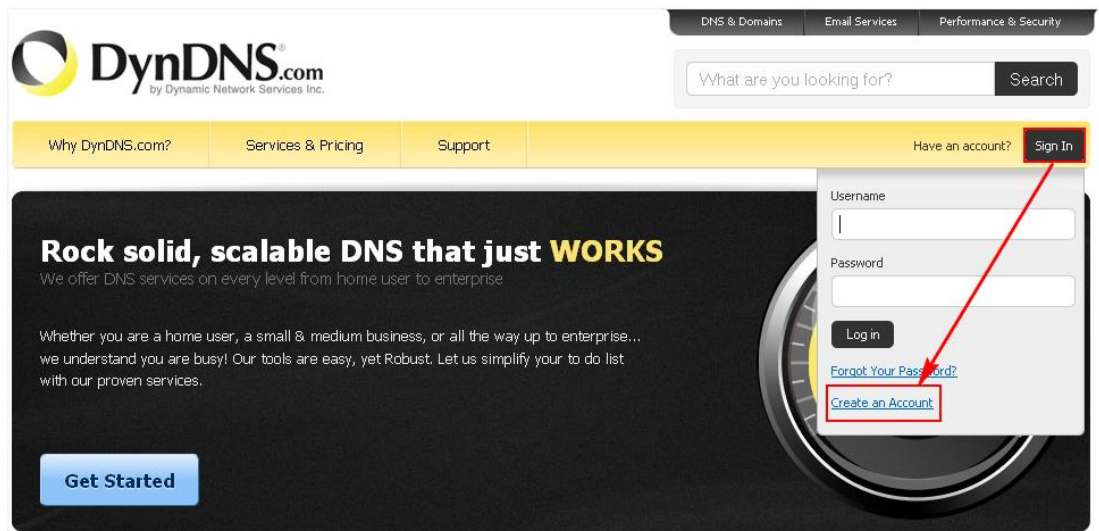 DNS & Domains Email Services Performance & Security
DynDNS®.com
by Dynamic Network Services Inc.
What are you looking for? Search
Why DynDNS.com? Services & Pricing Support Have an account? Sign In
Username
Password
Log in
Forgot Your Password?
Create an Account
Rock solid, scalable DNS that just WORKS
We offer DNS services on every level from home user to enterprise
Whether you are a home user, a small & medium business, or all the way up to enterprise...
we understand you are busy! Our tools are easy, yet Robust. Let us simplify your to do list
with our proven services.
Get Started